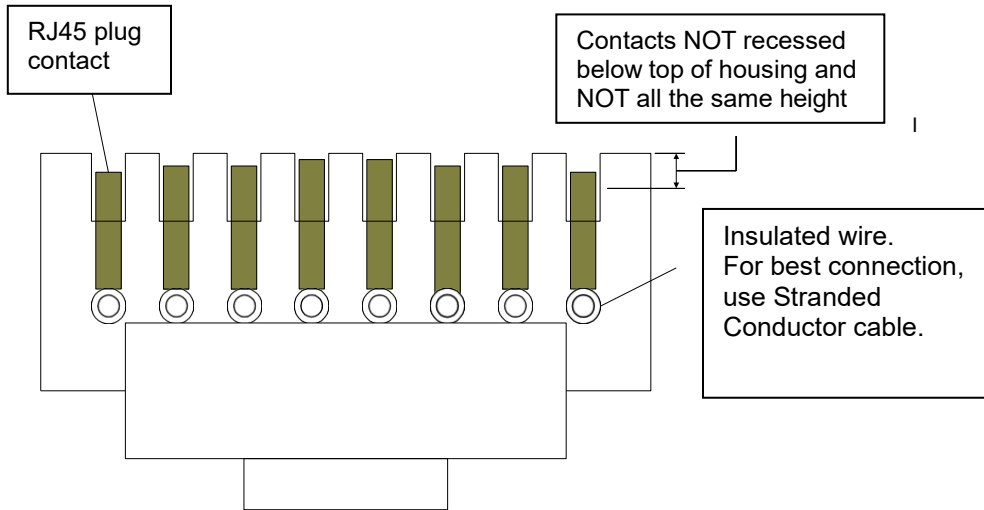 RJ45 plug
contact
Contacts NOT recessed
below top of housing and
NOT all the same height
I
Insulated wire.
For best connection,
use Stranded
Conductor cable.